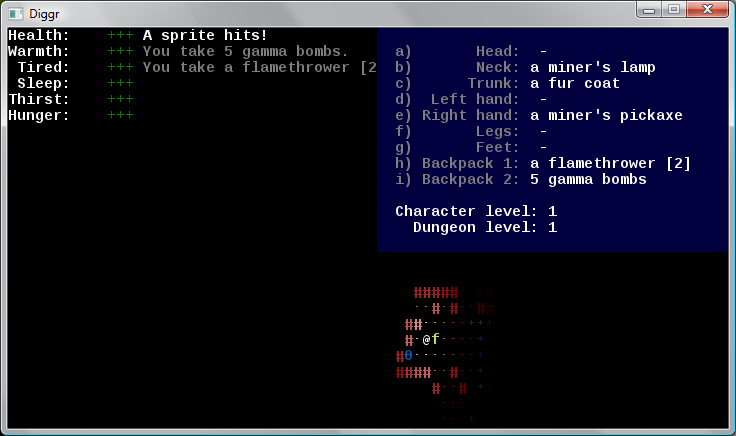 Diggr
Health: +++ A sprite hits!
Warmth: +++ You take 5 gamma bombs.
Tired: +++ You take a flamethrower [2
Sleep: +++
Thirst: +++
Hunger: +++
a) Head: -
b) Neck: a miner's lamp
c) Trunk: a fur coat
d) Left hand: -
e) Right hand: a miner's pickaxe
f) Legs: -
g) Feet: -
h) Backpack 1: a flamethrower [2]
i) Backpack 2: 5 gamma bombs
Character level: 1
Dungeon level: 1